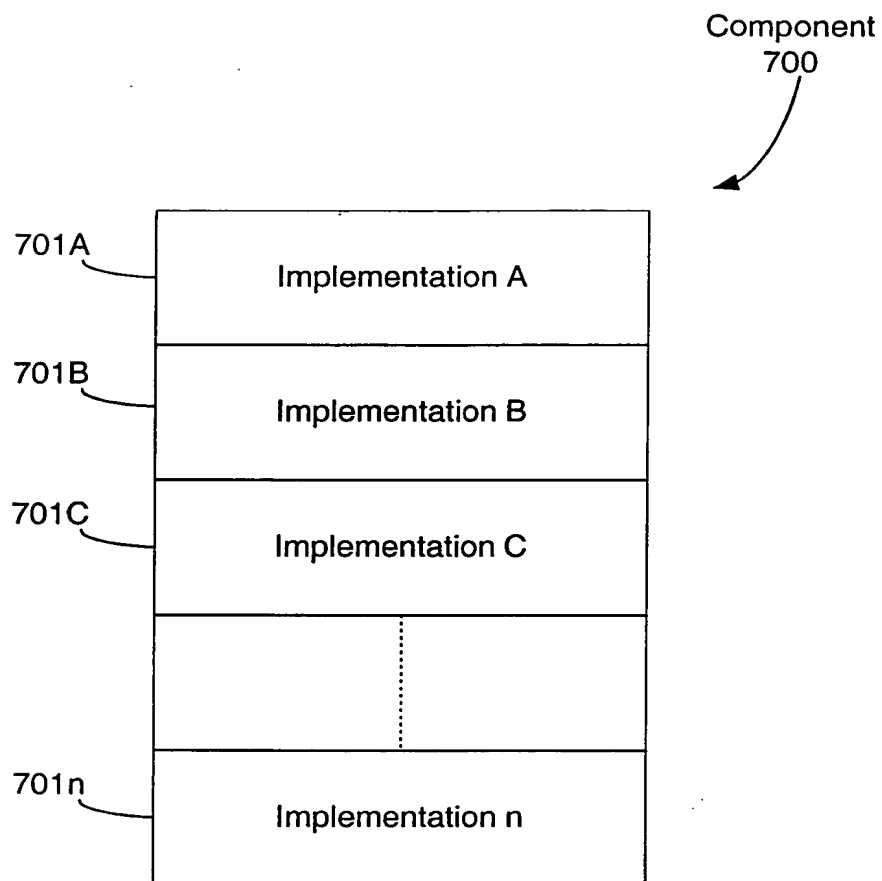 Component
700
701A
Implementation A
701B
Implementation B
701C
Implementation C
701n
Implementation n